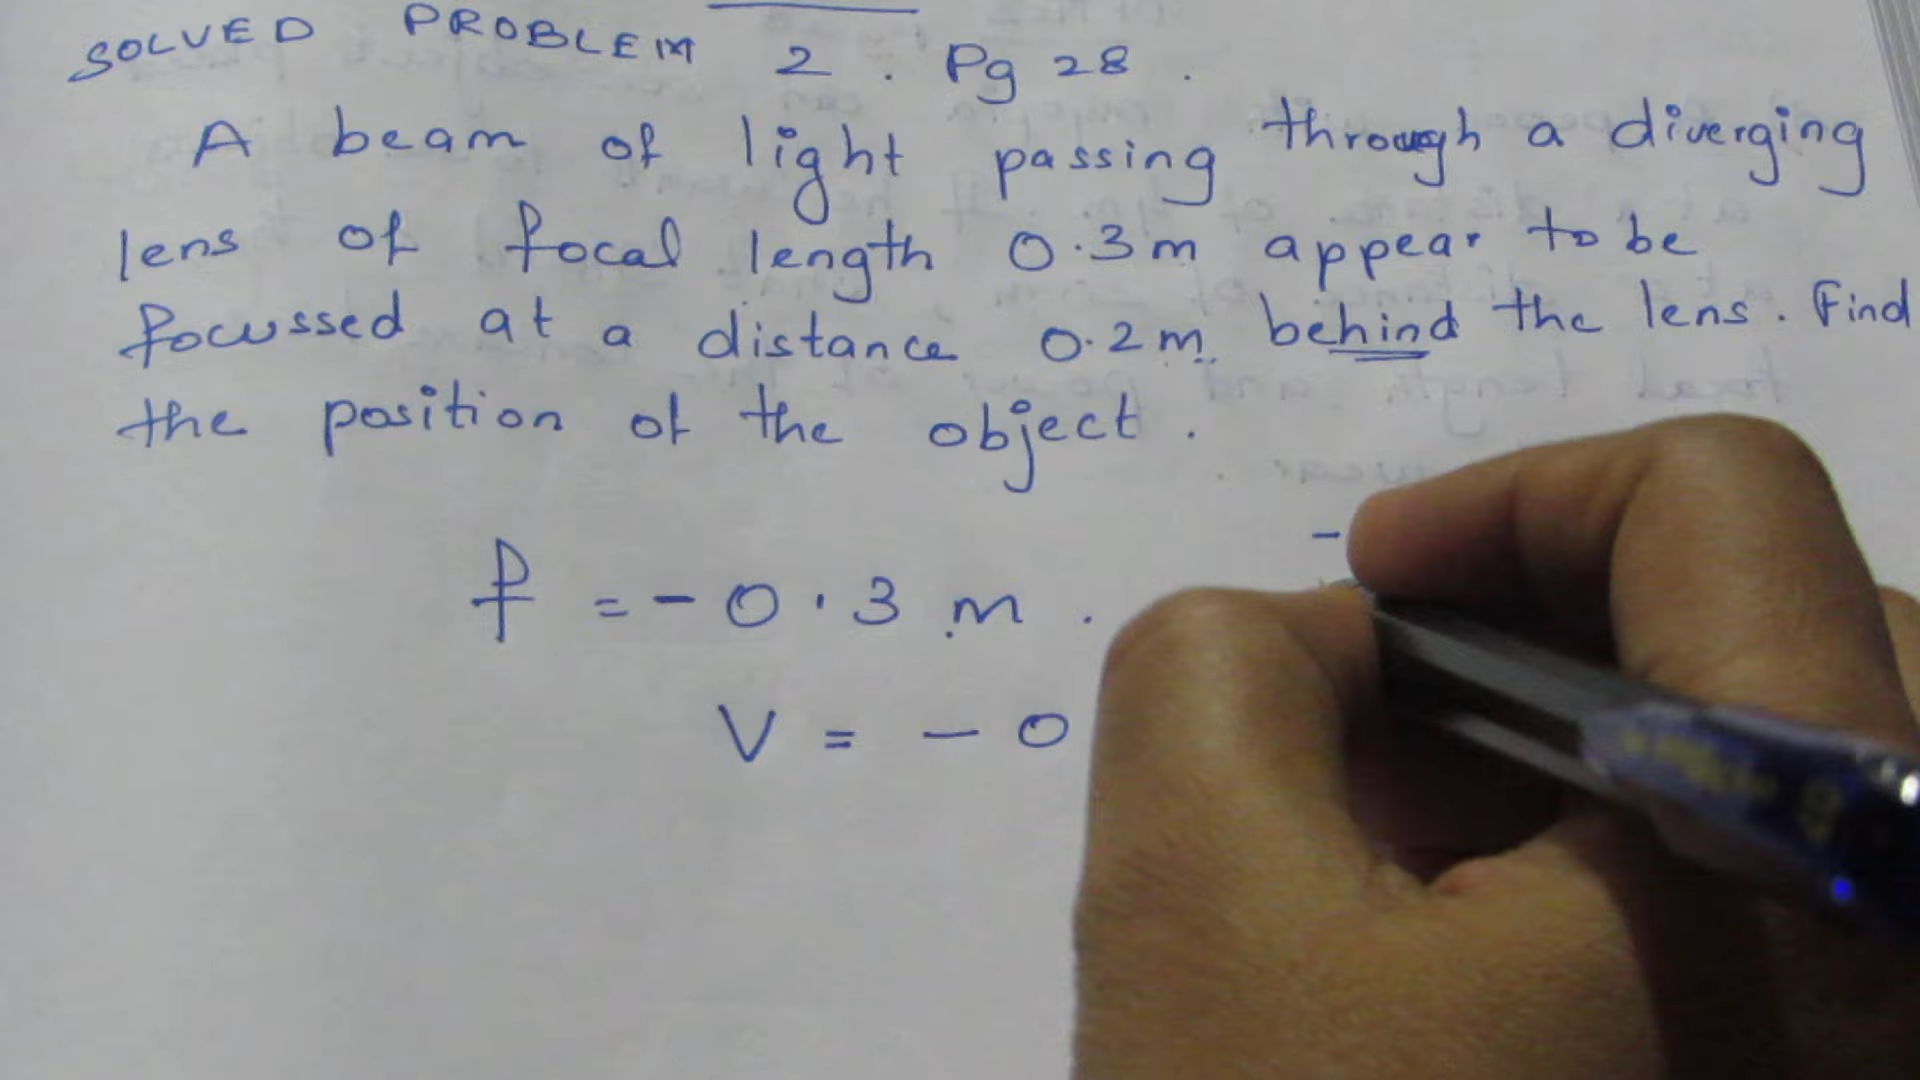 SOLVED PROBLEM 2. Pg 28.
A beam of light passing through a diverging
lens of focal length 0.3m appear to be
focussed at a distance 0.2m behind the lens. Find
the position of the object.
f = -0.3 m.
V = -0